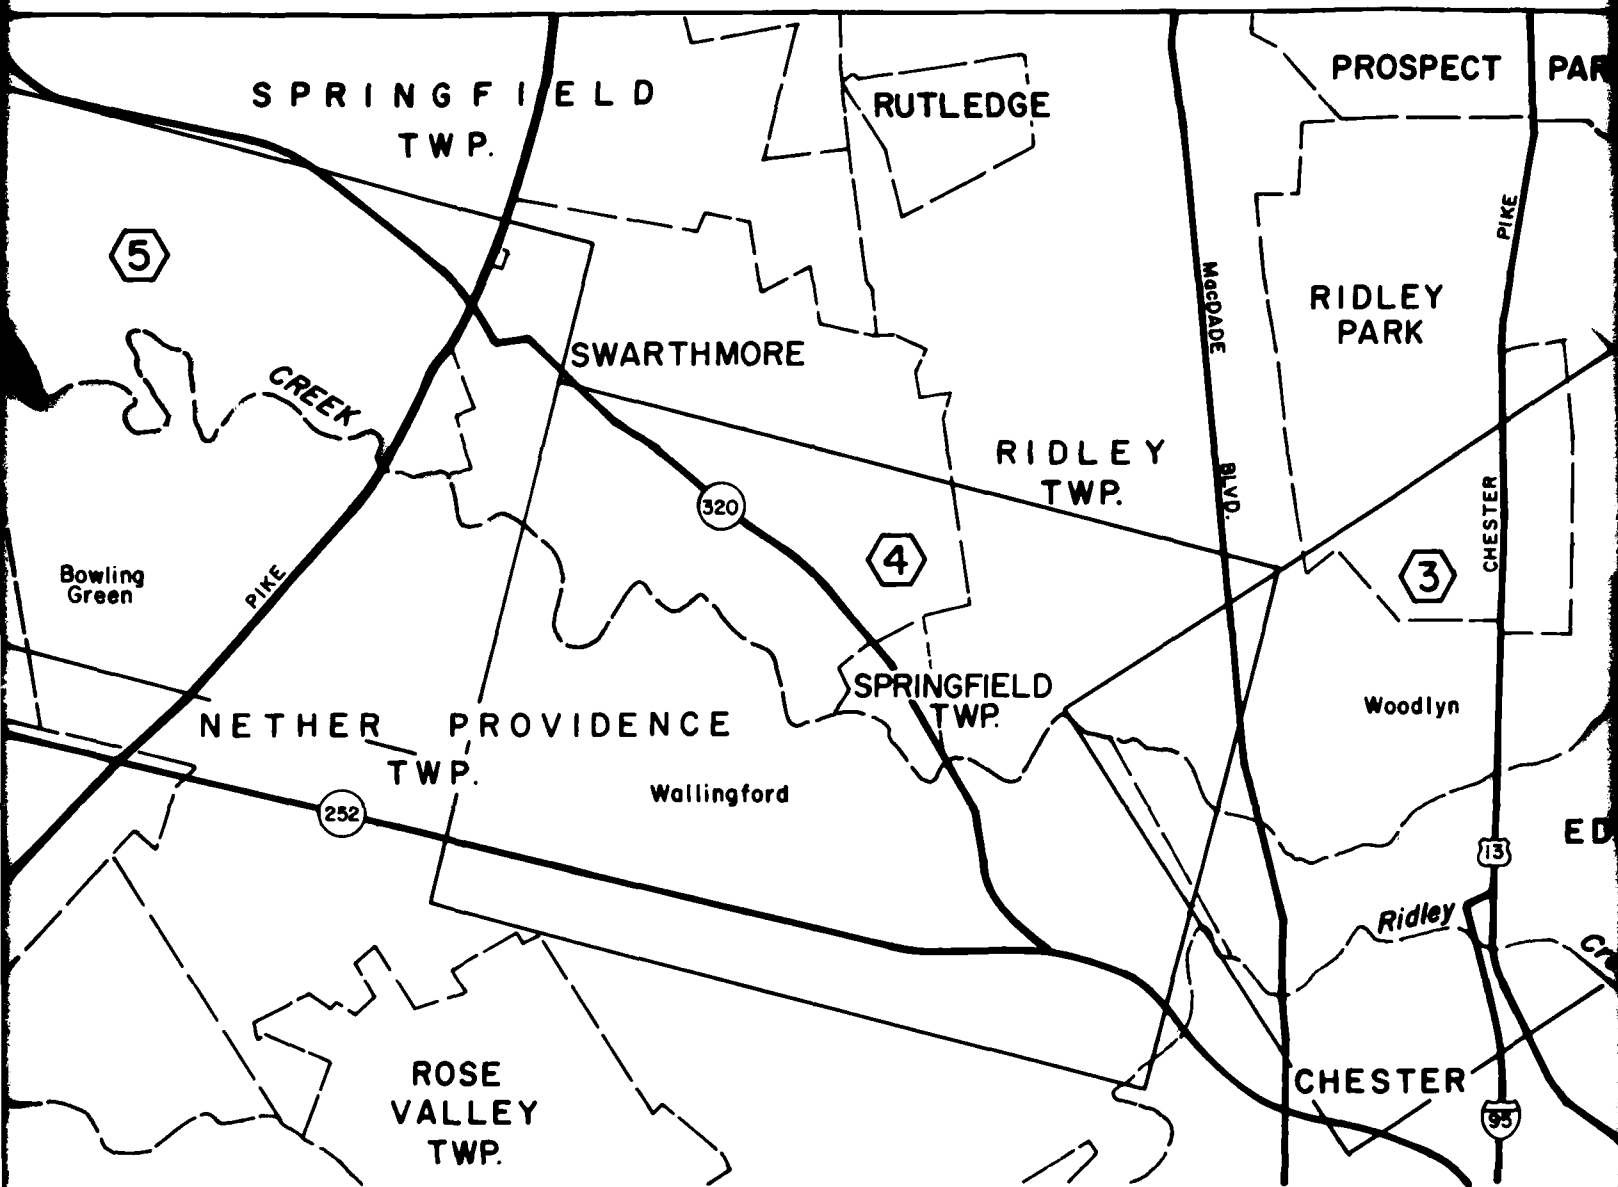 PROSPECT PAR
SPRINGFIELD
TWP.
RUTLEDGE
PIKE
5
MacDADE
RIDLEY
PARK
SWARTHMORE
CREEK
RIDLEY
TWP.
BLVD.
CHESTER
320
4
3
Bowling
Green
PIKE
SPRINGFIELD
TWP.
Woodlyn
NETHER PROVIDENCE
TWP.
Wallingford
252
13
ED
Ridley
Cre
ROSE
VALLEY
TWP.
CHESTER
95